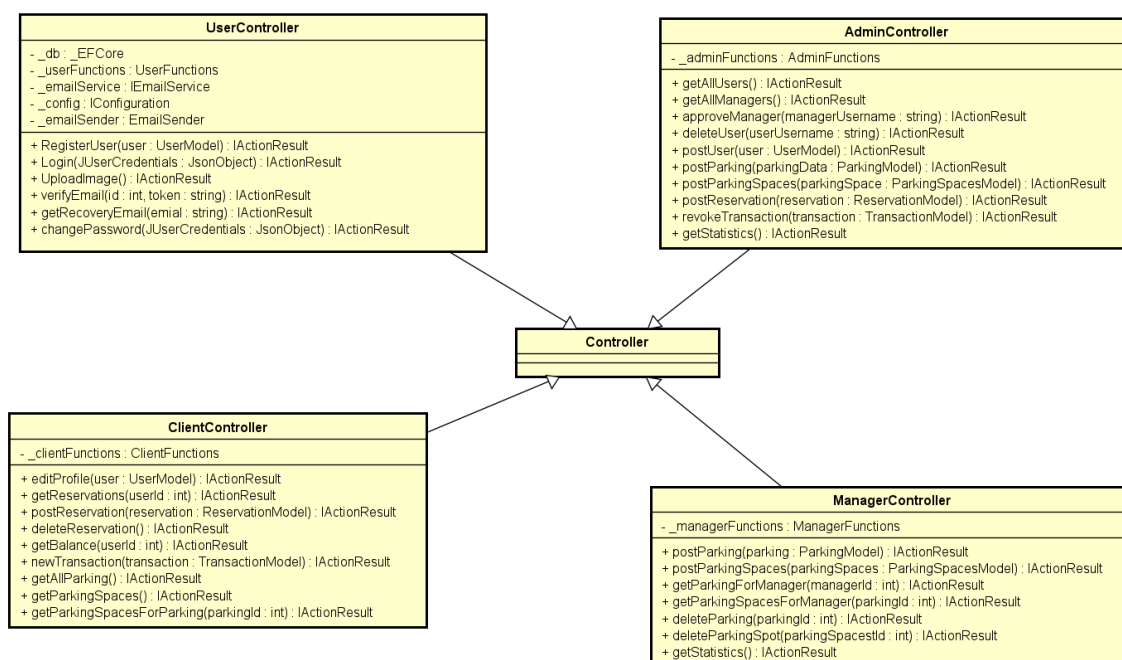 UserController
- _db : _EFCore
- _userFunctions : UserFunctions
- _emailService : IEmailService
- _config : IConfiguration
- _emailSender : EmailSender
+ RegisterUser(user : UserModel) : IActionResult
+ Login(JUserCredentials : JsonObject) : IActionResult
+ UploadImage() : IActionResult
+ verifyEmail(id : int, token : string) : IActionResult
+ getRecoveryEmail(emial : string) : IActionResult
+ changePassword(JUserCredentials : JsonObject) : IActionResult
AdminController
- _adminFunctions : AdminFunctions
+ getAllUsers() : IActionResult
+ getAllManagers() : IActionResult
+ approveManager(managerUsername : string) : IActionResult
+ deleteUser(userUsername : string) : IActionResult
+ postUser(user : UserModel) : IActionResult
+ postParking(parkingData : ParkingModel) : IActionResult
+ postParkingSpaces(parkingSpace : ParkingSpacesModel) : IActionResult
+ postReservation(reservation : ReservationModel) : IActionResult
+ revokeTransaction(transaction : TransactionModel) : IActionResult
+ getStatistics() : IActionResult
Controller
ClientController
- _clientFunctions : ClientFunctions
+ editProfile(user : UserModel) : IActionResult
+ getReservations(userId : int) : IActionResult
+ postReservation(reservation : ReservationModel) : IActionResult
+ deleteReservation() : IActionResult
+ getBalance(userId : int) : IActionResult
+ newTransaction(transaction : TransactionModel) : IActionResult
+ getAllParking() : IActionResult
+ getParkingSpaces() : IActionResult
+ getParkingSpacesForParking(parkingId : int) : IActionResult
ManagerController
- _managerFunctions : ManagerFunctions
+ postParking(parking : ParkingModel) : IActionResult
+ postParkingSpaces(parkingSpaces : ParkingSpacesModel) : IActionResult
+ getParkingForManager(managerId : int) : IActionResult
+ getParkingSpacesForManager(parkingId : int) : IActionResult
+ deleteParking(parkingId : int) : IActionResult
+ deleteParkingSpot(parkingSpacestId : int) : IActionResult
+ getStatistics() : IActionResult